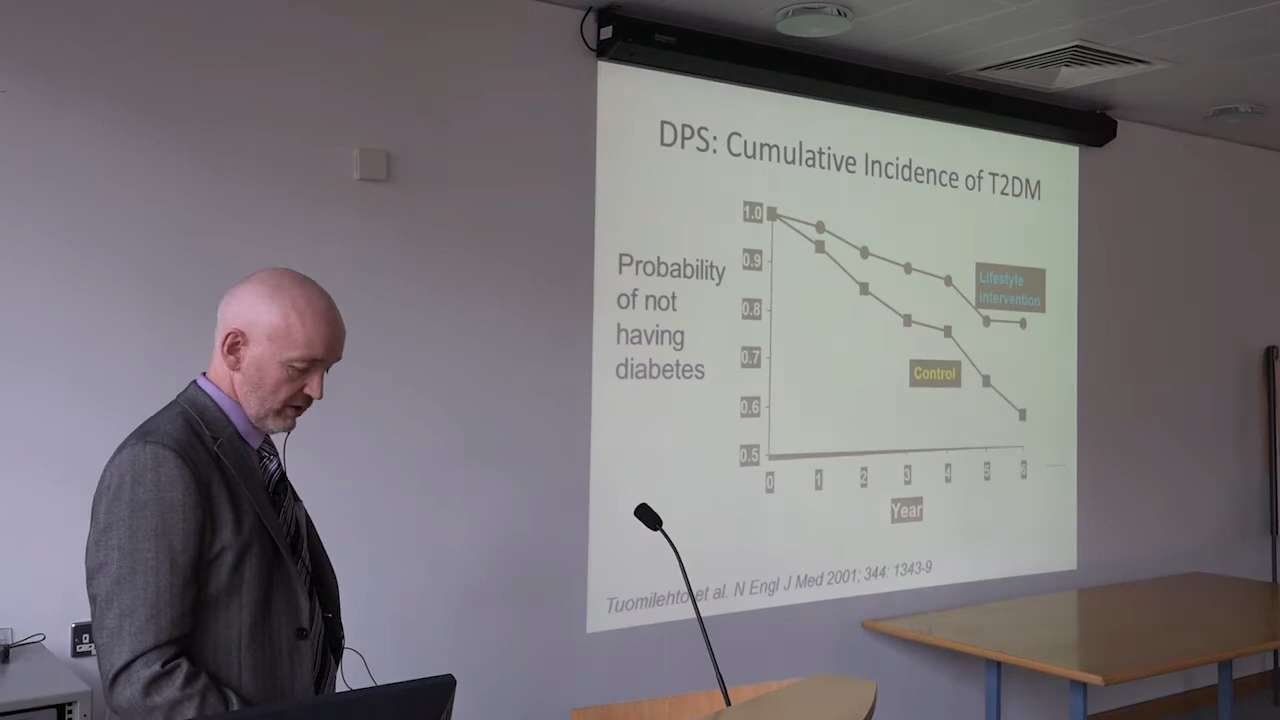 DPS: Cumulative Incidence of T2DM
Probability
of not
having
diabetes
1.0
0.9
0.8
0.7
0.6
0.5
Lifestyle
intervention
Control
0 1 2 3 4 5 6
Year
Tuomilehto et al. N Engl J Med 2001; 344: 1343-9